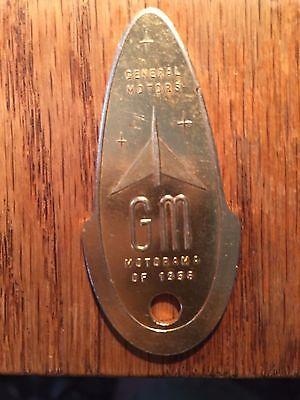 GENERAL
MOTORS
GM
MOTORAMA
OF 1956